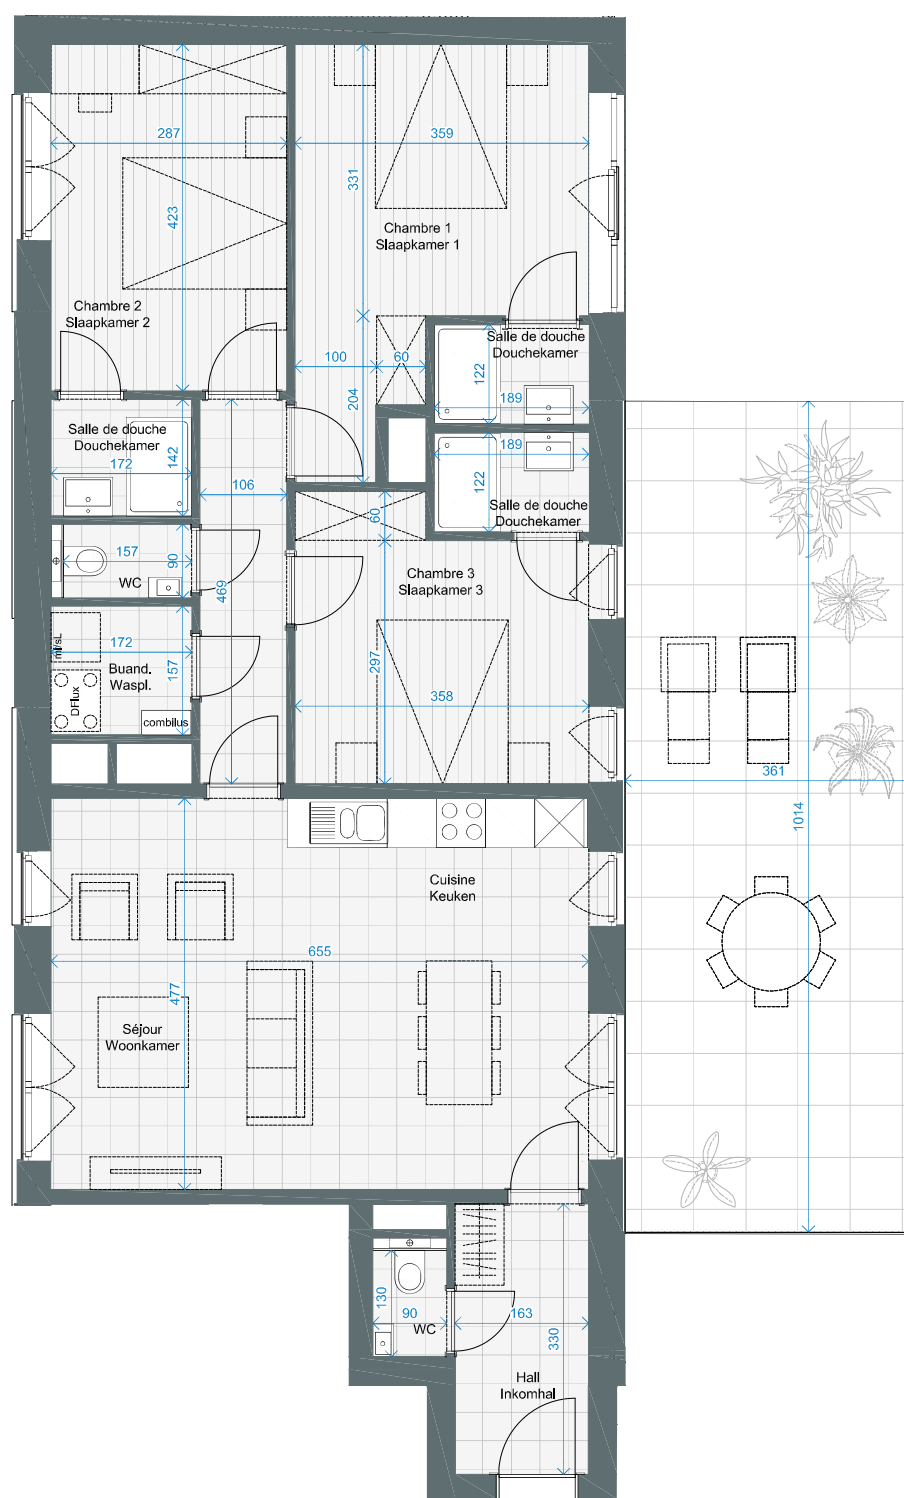 287
359
331
423
Chambre 1
Slaapkamer 1
Chambre 2
Slaapkamer 2
Salle de douche
Douchekamer
100
60
122
204
189
Salle de douche
Douchekamer
142
172
189
106
122
60
Salle de douche
Douchekamer
157
90
WC
469
Chambre 3
Slaapkamer 3
ml/sL
172
157
Buand.
Waspl.
297
358
DFlux
combilus
361
1014
Cuisine
Keuken
655
477
Séjour
Woonkamer
130
90
WC
163
330
Hall
Inkomhal